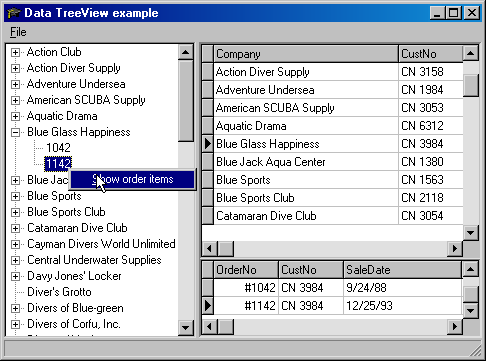 Data TreeView example
File
Action Club
Action Diver Supply
Adventure Undersea
American SCUBA Supply
Aquatic Drama
Blue Glass Happiness
1042
1142
Show order items
Blue Jac
Blue Sports
Blue Sports Club
Catamaran Dive Club
Cayman Divers World Unlimited
Central Underwater Supplies
Davy Jones' Locker
Diver's Grotto
Divers of Blue-green
Divers of Corfu, Inc.
Company CustNo
Action Diver Supply CN 3158
Adventure Undersea CN 1984
American SCUBA Supply CN 3053
Aquatic Drama CN 6312
Blue Glass Happiness CN 3984
Blue Jack Aqua Center CN 1380
Blue Sports CN 1563
Blue Sports Club CN 2118
Catamaran Dive Club CN 3054
OrderNo CustNo SaleDate
#1042 CN 3984 9/24/88
#1142 CN 3984 12/25/93